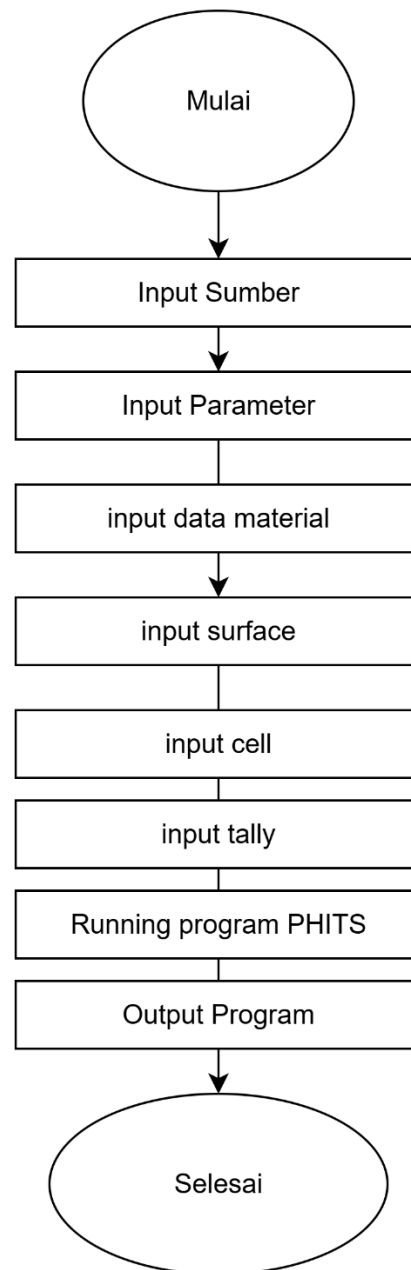 Mulai
Input Sumber
Input Parameter
input data material
input surface
input cell
input tally
Running program PHITS
Output Program
Selesai